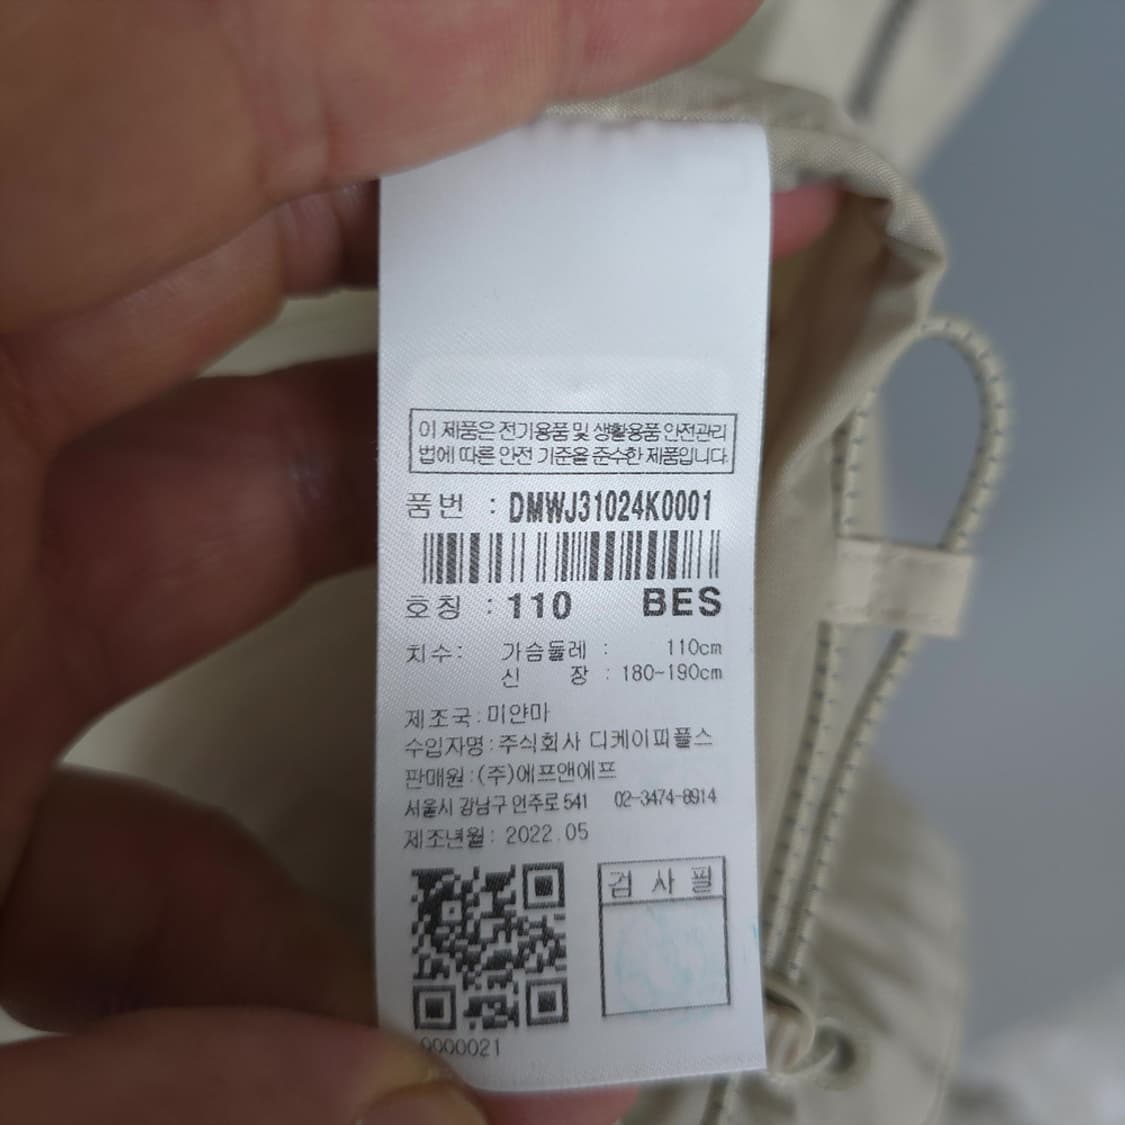 이 제품은 전기용품 및 생활용품 안전관리
법에 따른 안전 기준을 준수한 제품입니다.
품번 : DMWJ31024K0001
호칭 : 110 BES
치수: 가슴둘레 : 110cm
신 장 : 180-190cm
제조국: 미얀마
수입자명: 주식회사 디케이피플스
판매원: (주)에프앤에프
서울시 강남구 언주로 541 02-3474-8914
제조년월: 2022.05
검사필
0000021